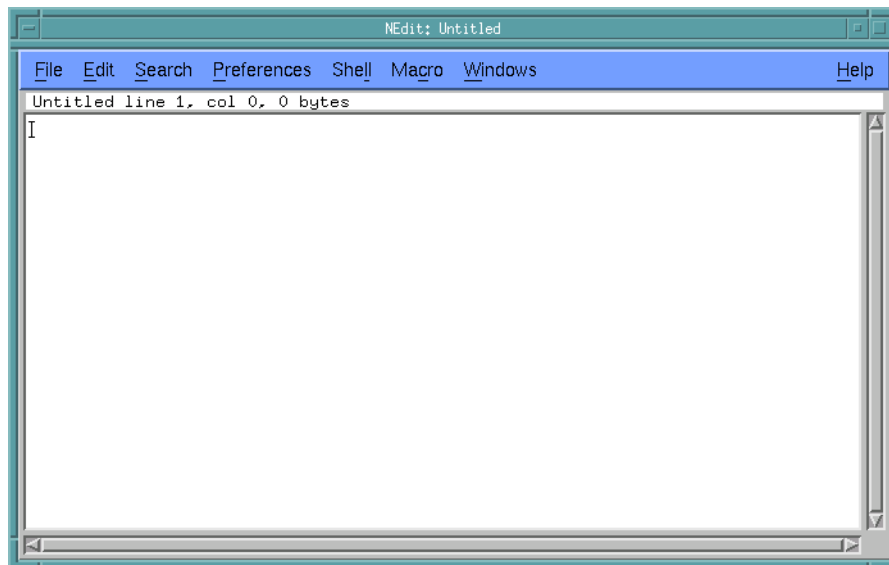 NEdit: Untitled
File Edit Search Preferences Shell Macro Windows Help
Untitled line 1, col 0, 0 bytes